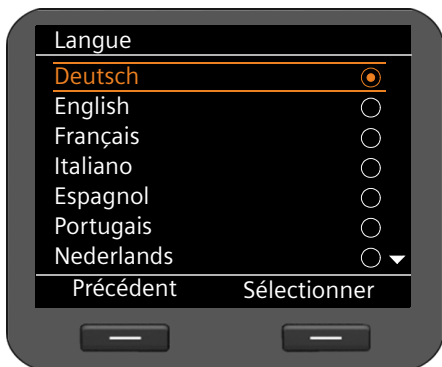 Langue
Deutsch
English
Français
Italiano
Espagnol
Portugais
Nederlands
Précédent Sélectionner